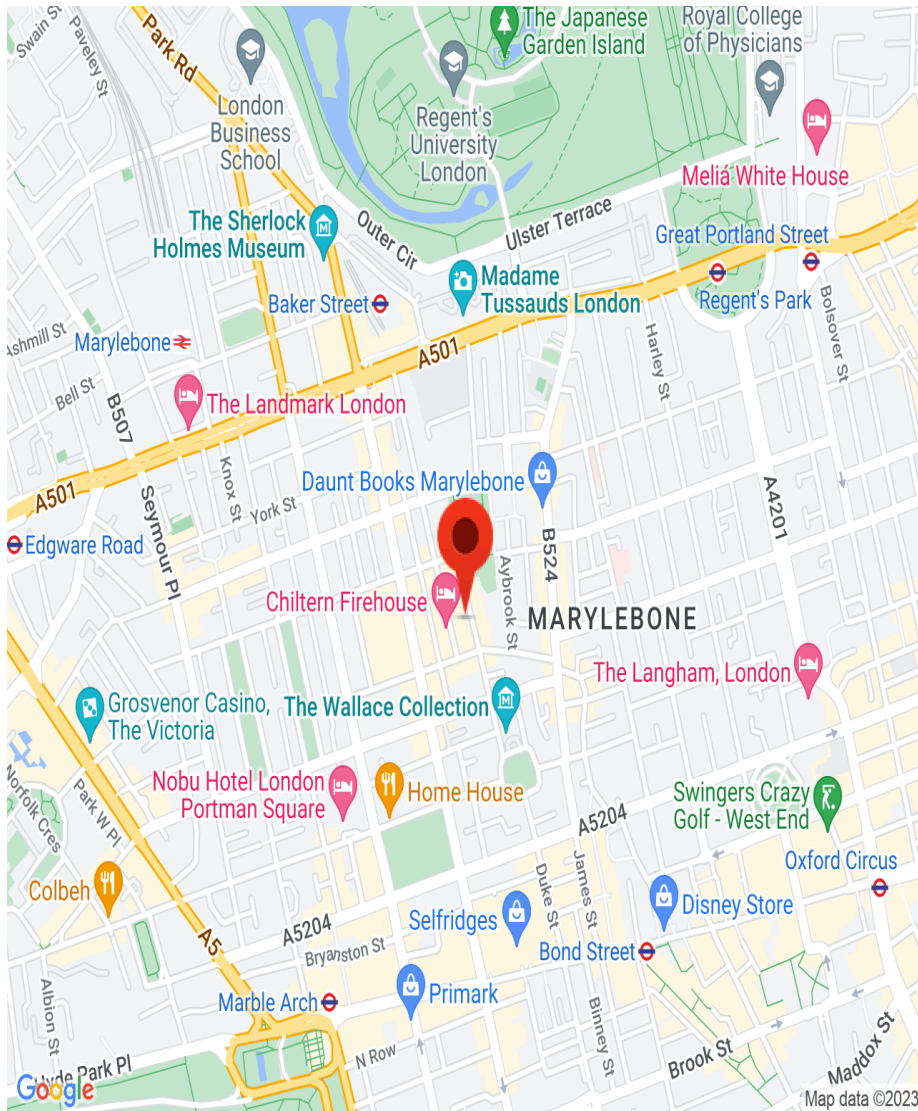 Swain St
Paveley St
Park Rd
London
Business
School
The Japanese
Garden Island
Royal College
of Physicians
Regent's
University
London
Meliá White House
The Sherlock
Holmes Museum
Outer Cir
Ulster Terrace
Great Portland Street
Madame
Tussauds London
Regent's Park
Baker Street
Bolsover St
Harley St
Ashmill St
Marylebone
A501
Bell St
B507
The Landmark London
Knox St
Daunt Books Marylebone
A501
York St
A4201
Seymour Pl
B524
Edgware Road
Aybrook St
Chiltern Firehouse
MARYLEBONE
The Langham, London
Grosvenor Casino,
The Victoria
The Wallace Collection
Nobu Hotel London
Portman Square
Home House
Swingers Crazy
Golf - West End
Norfolk Cres
Park W Pl
A5204
Oxford Circus
Colbeh
Duke St
James St
Disney Store
Selfridges
A5204
A5
Bryanston St
Bond Street
Albion St
Marble Arch
Primark
Binney St
N Row
Brook St
Maddox St
Hyde Park Pl
Google
Map data ©2023